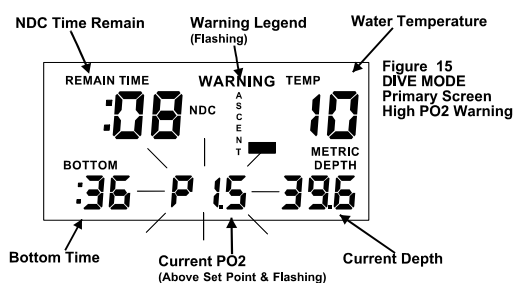 NDC Time Remain
Warning Legend
(Flashing)
Water Temperature
REMAIN TIME
WARNING
TEMP
:08
NDC
ASCENT
10
BOTTOM
METRIC
DEPTH
:36
P 1.5
39.6
Figure 15
DIVE MODE
Primary Screen
High PO2 Warning
Bottom Time
Current PO2
(Above Set Point & Flashing)
Current Depth